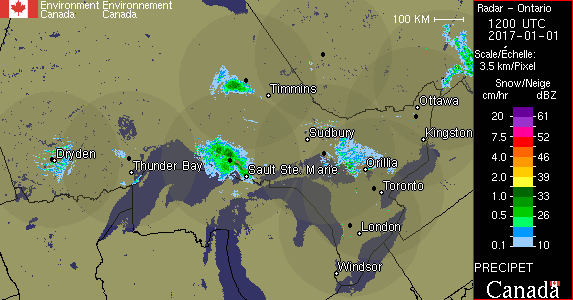 Environment Environnement
Canada Canada
100 KM
Timmins
Ottawa
Sudbury
Kingston
Dryden
Thunder Bay
Sault Ste. Marie
Orillia
Toronto
London
Windsor
Radar - Ontario
1200 UTC
2017-01-01
Scale/Échelle:
3.5 km/Pixel
Snow/Neige
cm/hr dBZ
20 61
7.5 52
4.0 46
2.0 39
1.0 33
0.5 26
0.1 10
PRECIPET
Canada